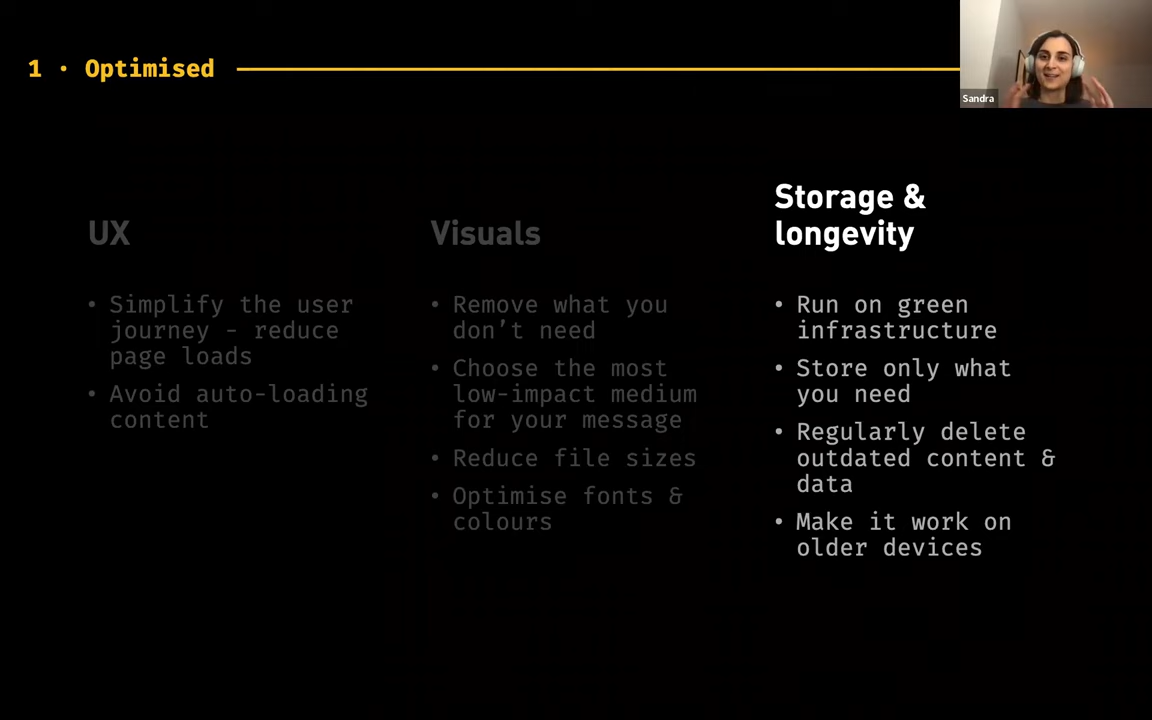 1 · Optimised
Sandra
UX
• Simplify the user
journey - reduce
page loads
• Avoid auto-loading
content
Visuals
• Remove what you
don’t need
• Choose the most
low-impact medium
for your message
• Reduce file sizes
• Optimise fonts &
colours
Storage &
longevity
• Run on green
infrastructure
• Store only what
you need
• Regularly delete
outdated content &
data
• Make it work on
older devices